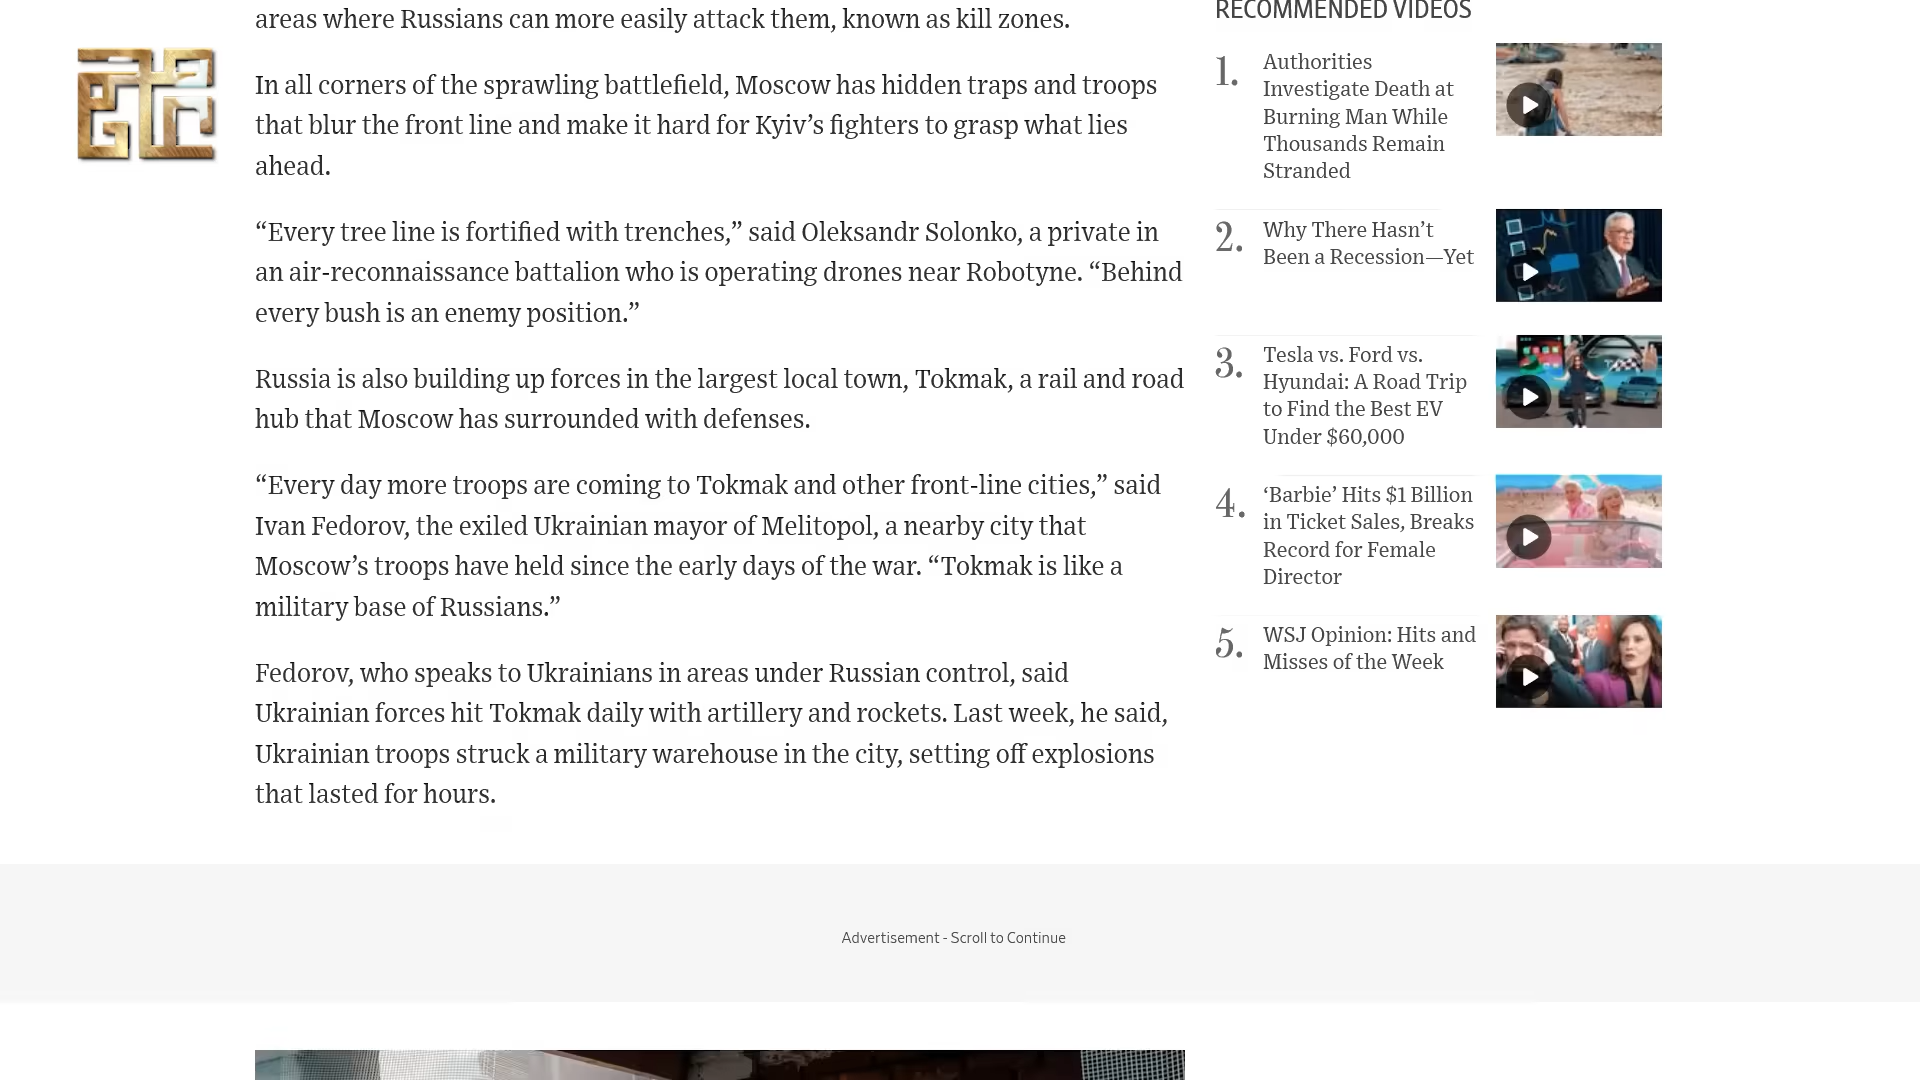 areas where Russians can more easily attack them, known as kill zones.
In all corners of the sprawling battlefield, Moscow has hidden traps and troops
that blur the front line and make it hard for Kyiv’s fighters to grasp what lies
ahead.
“Every tree line is fortified with trenches,” said Oleksandr Solonko, a private in
an air-reconnaissance battalion who is operating drones near Robotyne. “Behind
every bush is an enemy position.”
Russia is also building up forces in the largest local town, Tokmak, a rail and road
hub that Moscow has surrounded with defenses.
“Every day more troops are coming to Tokmak and other front-line cities,” said
Ivan Fedorov, the exiled Ukrainian mayor of Melitopol, a nearby city that
Moscow’s troops have held since the early days of the war. “Tokmak is like a
military base of Russians.”
Fedorov, who speaks to Ukrainians in areas under Russian control, said
Ukrainian forces hit Tokmak daily with artillery and rockets. Last week, he said,
Ukrainian troops struck a military warehouse in the city, setting off explosions
that lasted for hours.
RECOMMENDED VIDEOS
1.
Authorities
Investigate Death at
Burning Man While
Thousands Remain
Stranded
2.
Why There Hasn’t
Been a Recession—Yet
3.
Tesla vs. Ford vs.
Hyundai: A Road Trip
to Find the Best EV
Under $60,000
4.
‘Barbie’ Hits $1 Billion
in Ticket Sales, Breaks
Record for Female
Director
5.
WSJ Opinion: Hits and
Misses of the Week
Advertisement - Scroll to Continue